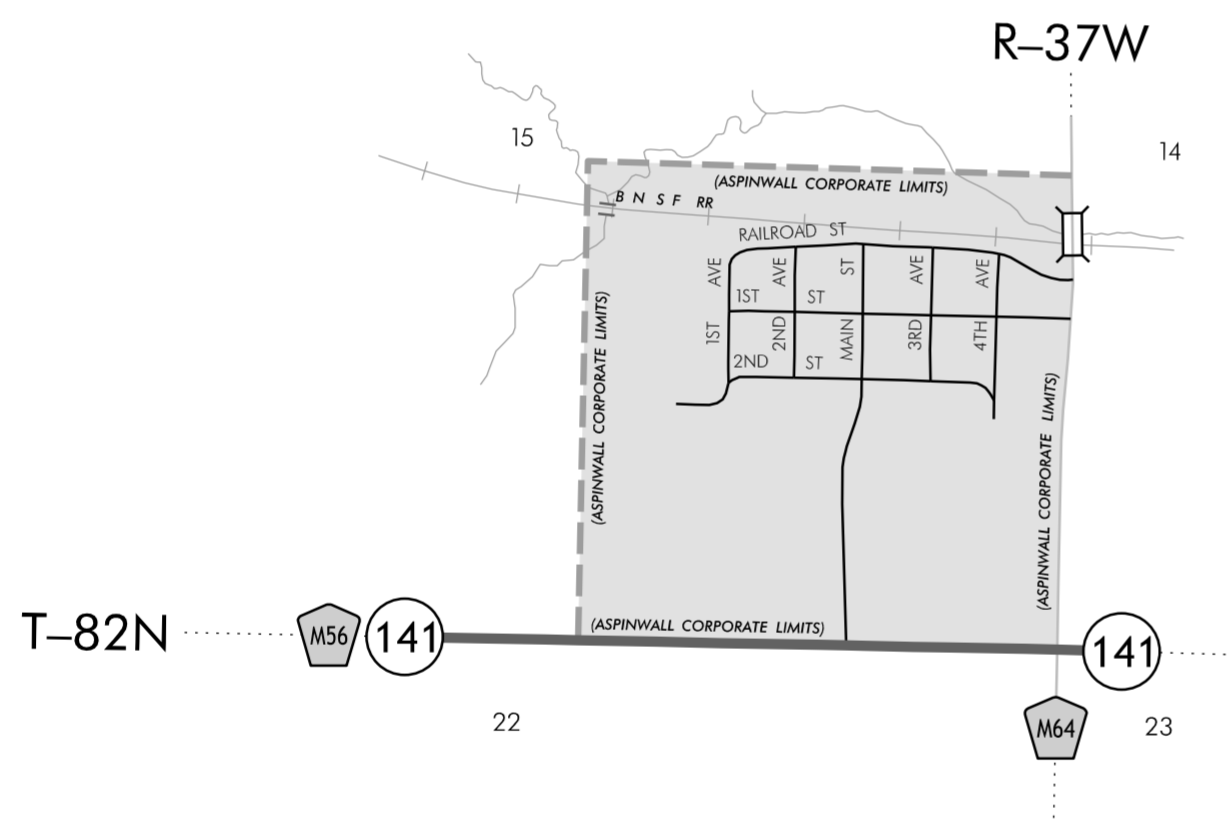 R–37W
15
14
(ASPINWALL CORPORATE LIMITS)
B N S F RR
RAILROAD ST
AVE
AVE
ST
AVE
AVE
1ST ST
1ST
2ND
MAIN
3RD
4TH
2ND ST
(ASPINWALL CORPORATE LIMITS)
(ASPINWALL CORPORATE LIMITS)
(ASPINWALL CORPORATE LIMITS)
T–82N
M56
141
141
22
M64
23